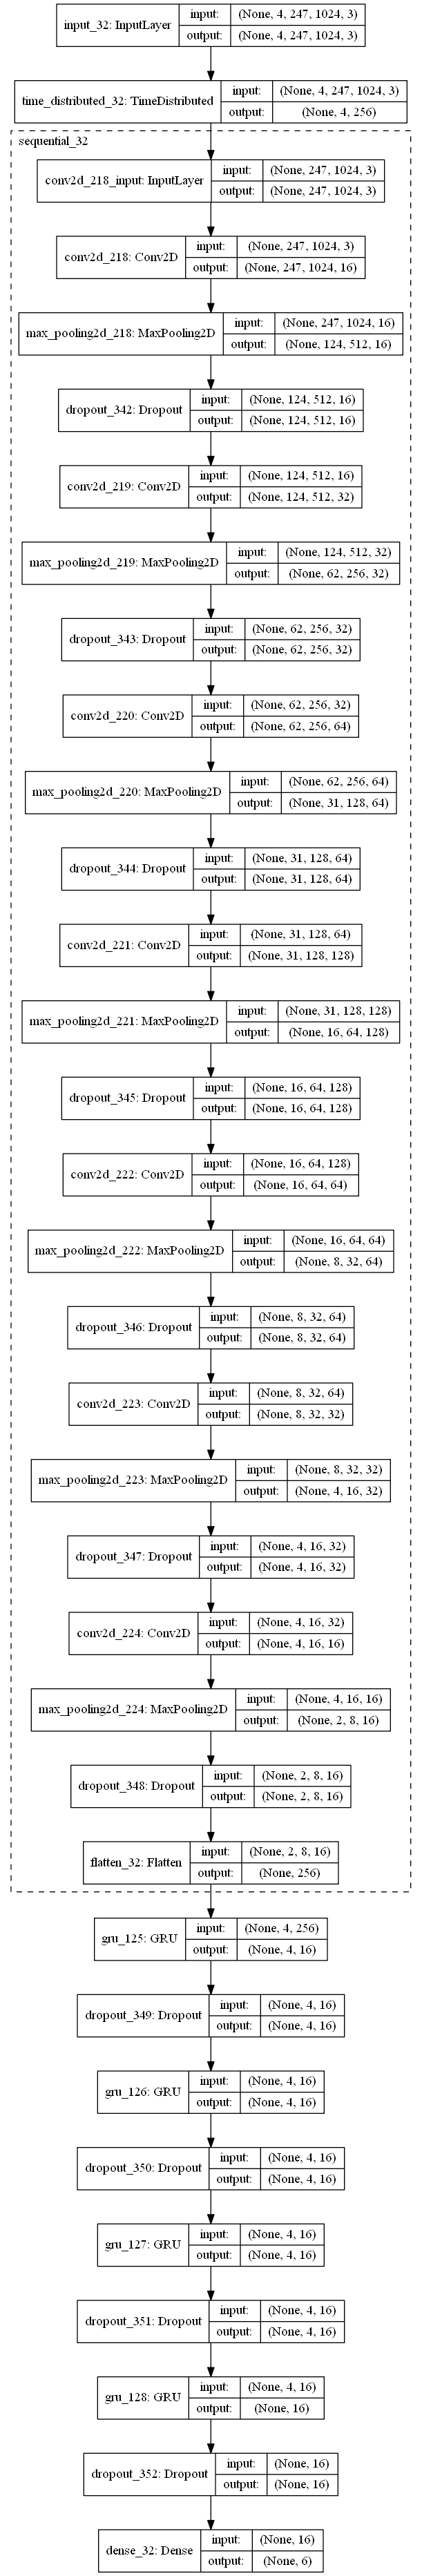 input_32: InputLayer
input: (None, 4, 247, 1024, 3)
output: (None, 4, 247, 1024, 3)
time_distributed_32: TimeDistributed
input: (None, 4, 247, 1024, 3)
output: (None, 4, 256)
sequential_32
conv2d_218_input: InputLayer
input: (None, 247, 1024, 3)
output: (None, 247, 1024, 3)
conv2d_218: Conv2D
input: (None, 247, 1024, 3)
output: (None, 247, 1024, 16)
max_pooling2d_218: MaxPooling2D
input: (None, 247, 1024, 16)
output: (None, 124, 512, 16)
dropout_342: Dropout
input: (None, 124, 512, 16)
output: (None, 124, 512, 16)
conv2d_219: Conv2D
input: (None, 124, 512, 16)
output: (None, 124, 512, 32)
max_pooling2d_219: MaxPooling2D
input: (None, 124, 512, 32)
output: (None, 62, 256, 32)
dropout_343: Dropout
input: (None, 62, 256, 32)
output: (None, 62, 256, 32)
conv2d_220: Conv2D
input: (None, 62, 256, 32)
output: (None, 62, 256, 64)
max_pooling2d_220: MaxPooling2D
input: (None, 62, 256, 64)
output: (None, 31, 128, 64)
dropout_344: Dropout
input: (None, 31, 128, 64)
output: (None, 31, 128, 64)
conv2d_221: Conv2D
input: (None, 31, 128, 64)
output: (None, 31, 128, 128)
max_pooling2d_221: MaxPooling2D
input: (None, 31, 128, 128)
output: (None, 16, 64, 128)
dropout_345: Dropout
input: (None, 16, 64, 128)
output: (None, 16, 64, 128)
conv2d_222: Conv2D
input: (None, 16, 64, 128)
output: (None, 16, 64, 64)
max_pooling2d_222: MaxPooling2D
input: (None, 16, 64, 64)
output: (None, 8, 32, 64)
dropout_346: Dropout
input: (None, 8, 32, 64)
output: (None, 8, 32, 64)
conv2d_223: Conv2D
input: (None, 8, 32, 64)
output: (None, 8, 32, 32)
max_pooling2d_223: MaxPooling2D
input: (None, 8, 32, 32)
output: (None, 4, 16, 32)
dropout_347: Dropout
input: (None, 4, 16, 32)
output: (None, 4, 16, 32)
conv2d_224: Conv2D
input: (None, 4, 16, 32)
output: (None, 4, 16, 16)
max_pooling2d_224: MaxPooling2D
input: (None, 4, 16, 16)
output: (None, 2, 8, 16)
dropout_348: Dropout
input: (None, 2, 8, 16)
output: (None, 2, 8, 16)
flatten_32: Flatten
input: (None, 2, 8, 16)
output: (None, 256)
gru_125: GRU
input: (None, 4, 256)
output: (None, 4, 16)
dropout_349: Dropout
input: (None, 4, 16)
output: (None, 4, 16)
gru_126: GRU
input: (None, 4, 16)
output: (None, 4, 16)
dropout_350: Dropout
input: (None, 4, 16)
output: (None, 4, 16)
gru_127: GRU
input: (None, 4, 16)
output: (None, 4, 16)
dropout_351: Dropout
input: (None, 4, 16)
output: (None, 4, 16)
gru_128: GRU
input: (None, 4, 16)
output: (None, 16)
dropout_352: Dropout
input: (None, 16)
output: (None, 16)
dense_32: Dense
input: (None, 16)
output: (None, 6)